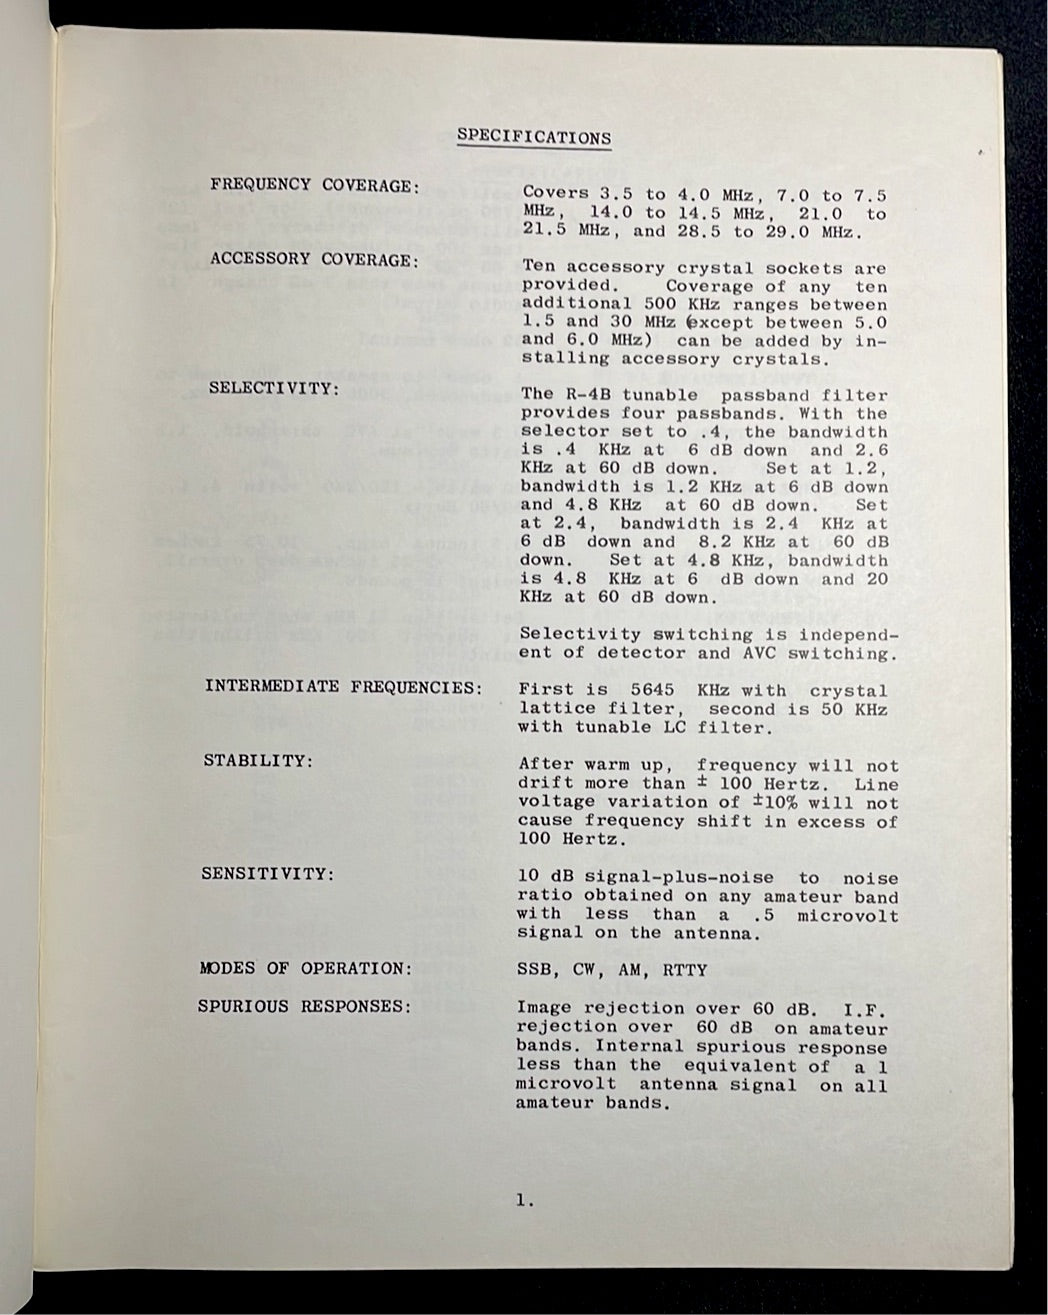 SPECIFICATIONS
FREQUENCY COVERAGE:
Covers 3.5 to 4.0 MHz, 7.0 to 7.5
MHz, 14.0 to 14.5 MHz, 21.0 to
21.5 MHz, and 28.5 to 29.0 MHz.
ACCESSORY COVERAGE:
Ten accessory crystal sockets are
provided. Coverage of any ten
additional 500 KHz ranges between
1.5 and 30 MHz (except between 5.0
and 6.0 MHz) can be added by in-
stalling accessory crystals.
SELECTIVITY:
The R-4B tunable passband filter
provides four passbands. With the
selector set to .4, the bandwidth
is .4 KHz at 6 dB down and 2.6
KHz at 60 dB down. Set at 1.2,
bandwidth is 1.2 KHz at 6 dB down
and 4.8 KHz at 60 dB down. Set
at 2.4, bandwidth is 2.4 KHz at
6 dB down and 8.2 KHz at 60 dB
down. Set at 4.8 KHz, bandwidth
is 4.8 KHz at 6 dB down and 20
KHz at 60 dB down.
Selectivity switching is independ-
ent of detector and AVC switching.
INTERMEDIATE FREQUENCIES:
First is 5645 KHz with crystal
lattice filter, second is 50 KHz
with tunable LC filter.
STABILITY:
After warm up, frequency will not
drift more than ± 100 Hertz. Line
voltage variation of ±10% will not
cause frequency shift in excess of
100 Hertz.
SENSITIVITY:
10 dB signal-plus-noise to noise
ratio obtained on any amateur band
with less than a .5 microvolt
signal on the antenna.
MODES OF OPERATION:
SSB, CW, AM, RTTY
SPURIOUS RESPONSES:
Image rejection over 60 dB. I.F.
rejection over 60 dB on amateur
bands. Internal spurious response
less than the equivalent of a 1
microvolt antenna signal on all
amateur bands.
1.